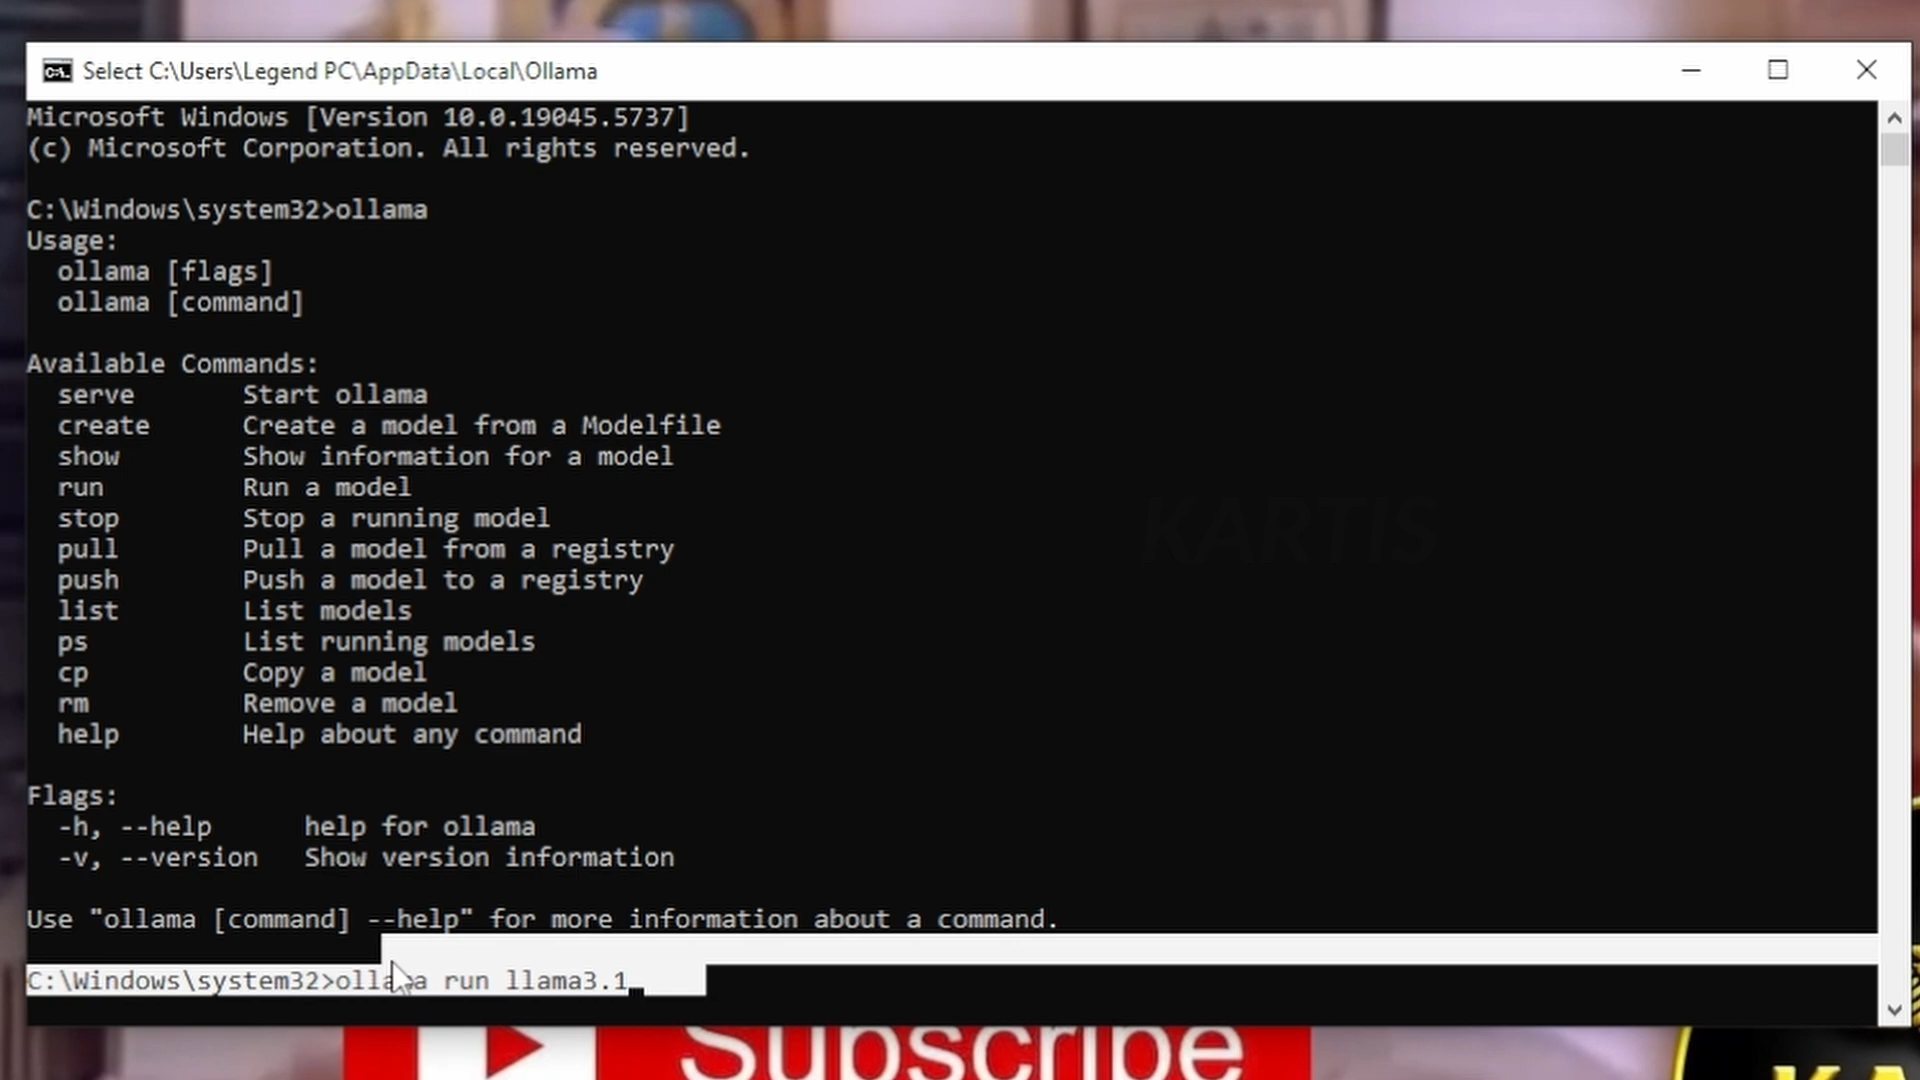 Select C:\Users\Legend PC\AppData\Local\Ollama
Microsoft Windows [Version 10.0.19045.5737]
(c) Microsoft Corporation. All rights reserved.
C:\Windows\system32>ollama
Usage:
  ollama [flags]
  ollama [command]
Available Commands:
  serve       Start ollama
  create      Create a model from a Modelfile
  show        Show information for a model
  run         Run a model
  stop        Stop a running model
  pull        Pull a model from a registry
  push        Push a model to a registry
  list        List models
  ps          List running models
  cp          Copy a model
  rm          Remove a model
  help        Help about any command
Flags:
  -h, --help      help for ollama
  -v, --version   Show version information
Use "ollama [command] --help" for more information about a command.
C:\Windows\system32>ollama run llama3.1
KARTIS
Subscribe